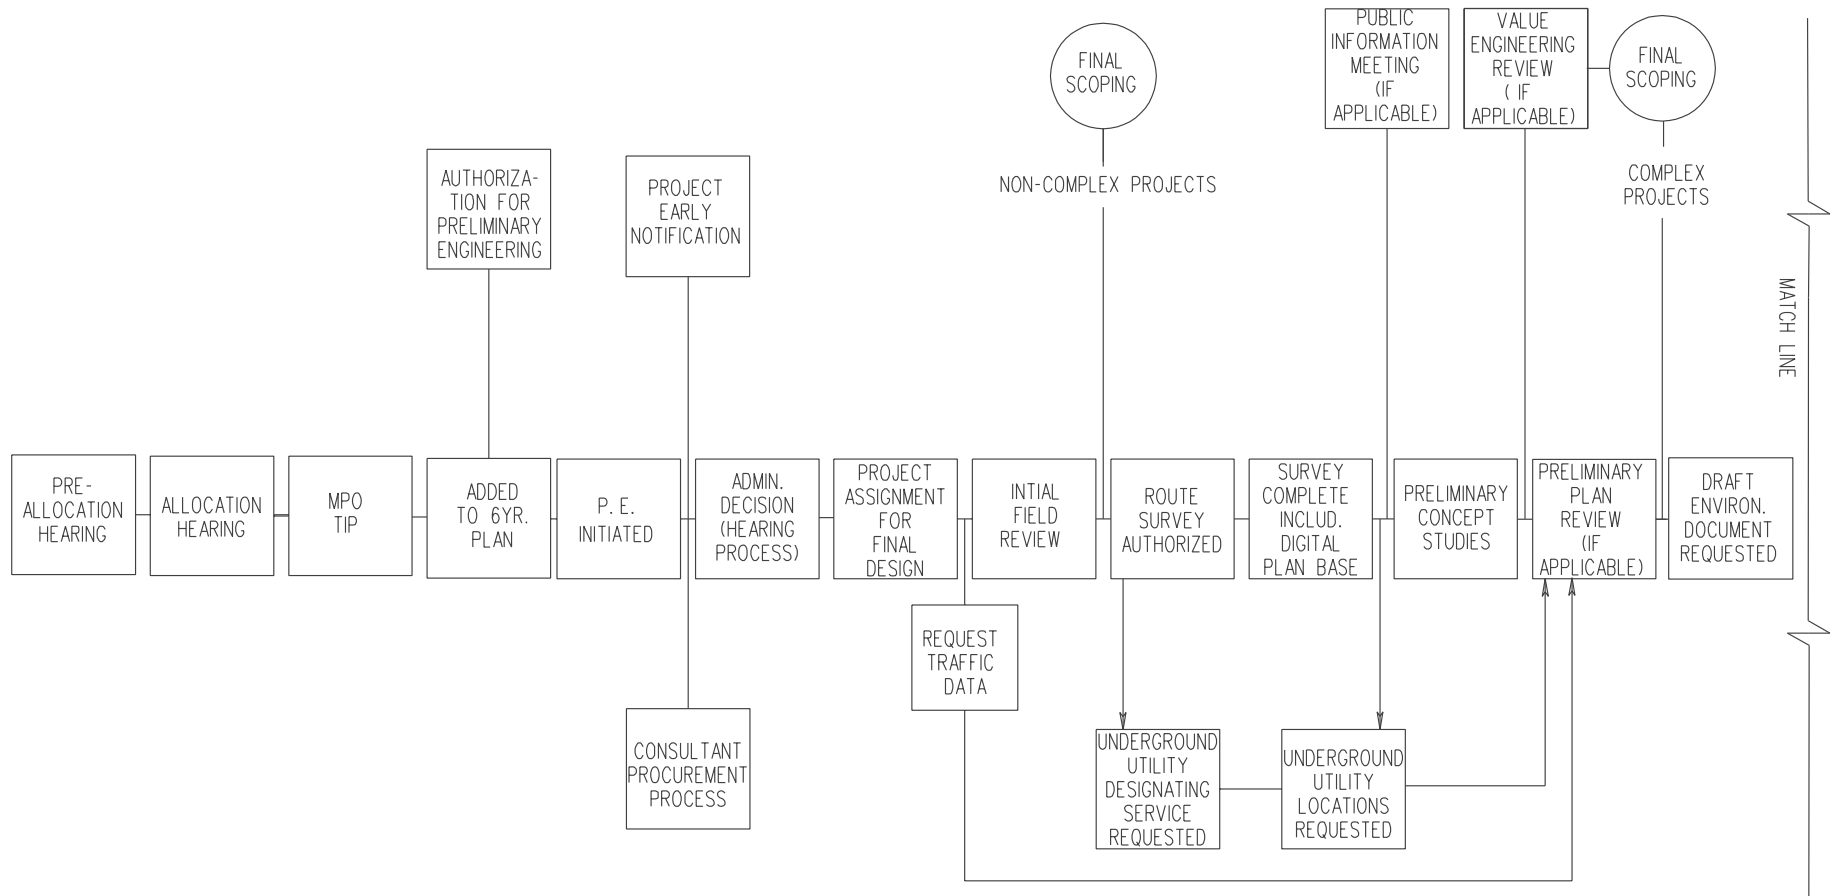 FINAL
SCOPING
PUBLIC
INFORMATION
MEETING
(IF
APPLICABLE)
VALUE
ENGINEERING
REVIEW
( IF
APPLICABLE)
FINAL
SCOPING
AUTHORIZA-
TION FOR
PRELIMINARY
ENGINEERING
PROJECT
EARLY
NOTIFICATION
NON-COMPLEX PROJECTS
COMPLEX
PROJECTS
MATCH LINE
PRE-
ALLOCATION
HEARING
ALLOCATION
HEARING
MPO
TIP
ADDED
TO 6YR.
PLAN
P. E.
INITIATED
ADMIN.
DECISION
(HEARING
PROCESS)
PROJECT
ASSIGNMENT
FOR
FINAL
DESIGN
INTIAL
FIELD
REVIEW
ROUTE
SURVEY
AUTHORIZED
SURVEY
COMPLETE
INCLUD.
DIGITAL
PLAN BASE
PRELIMINARY
CONCEPT
STUDIES
PRELIMINARY
PLAN
REVIEW
(IF
APPLICABLE)
DRAFT
ENVIRON.
DOCUMENT
REQUESTED
REQUEST
TRAFFIC
DATA
CONSULTANT
PROCUREMENT
PROCESS
UNDERGROUND
UTILITY
DESIGNATING
SERVICE
REQUESTED
UNDERGROUND
UTILITY
LOCATIONS
REQUESTED